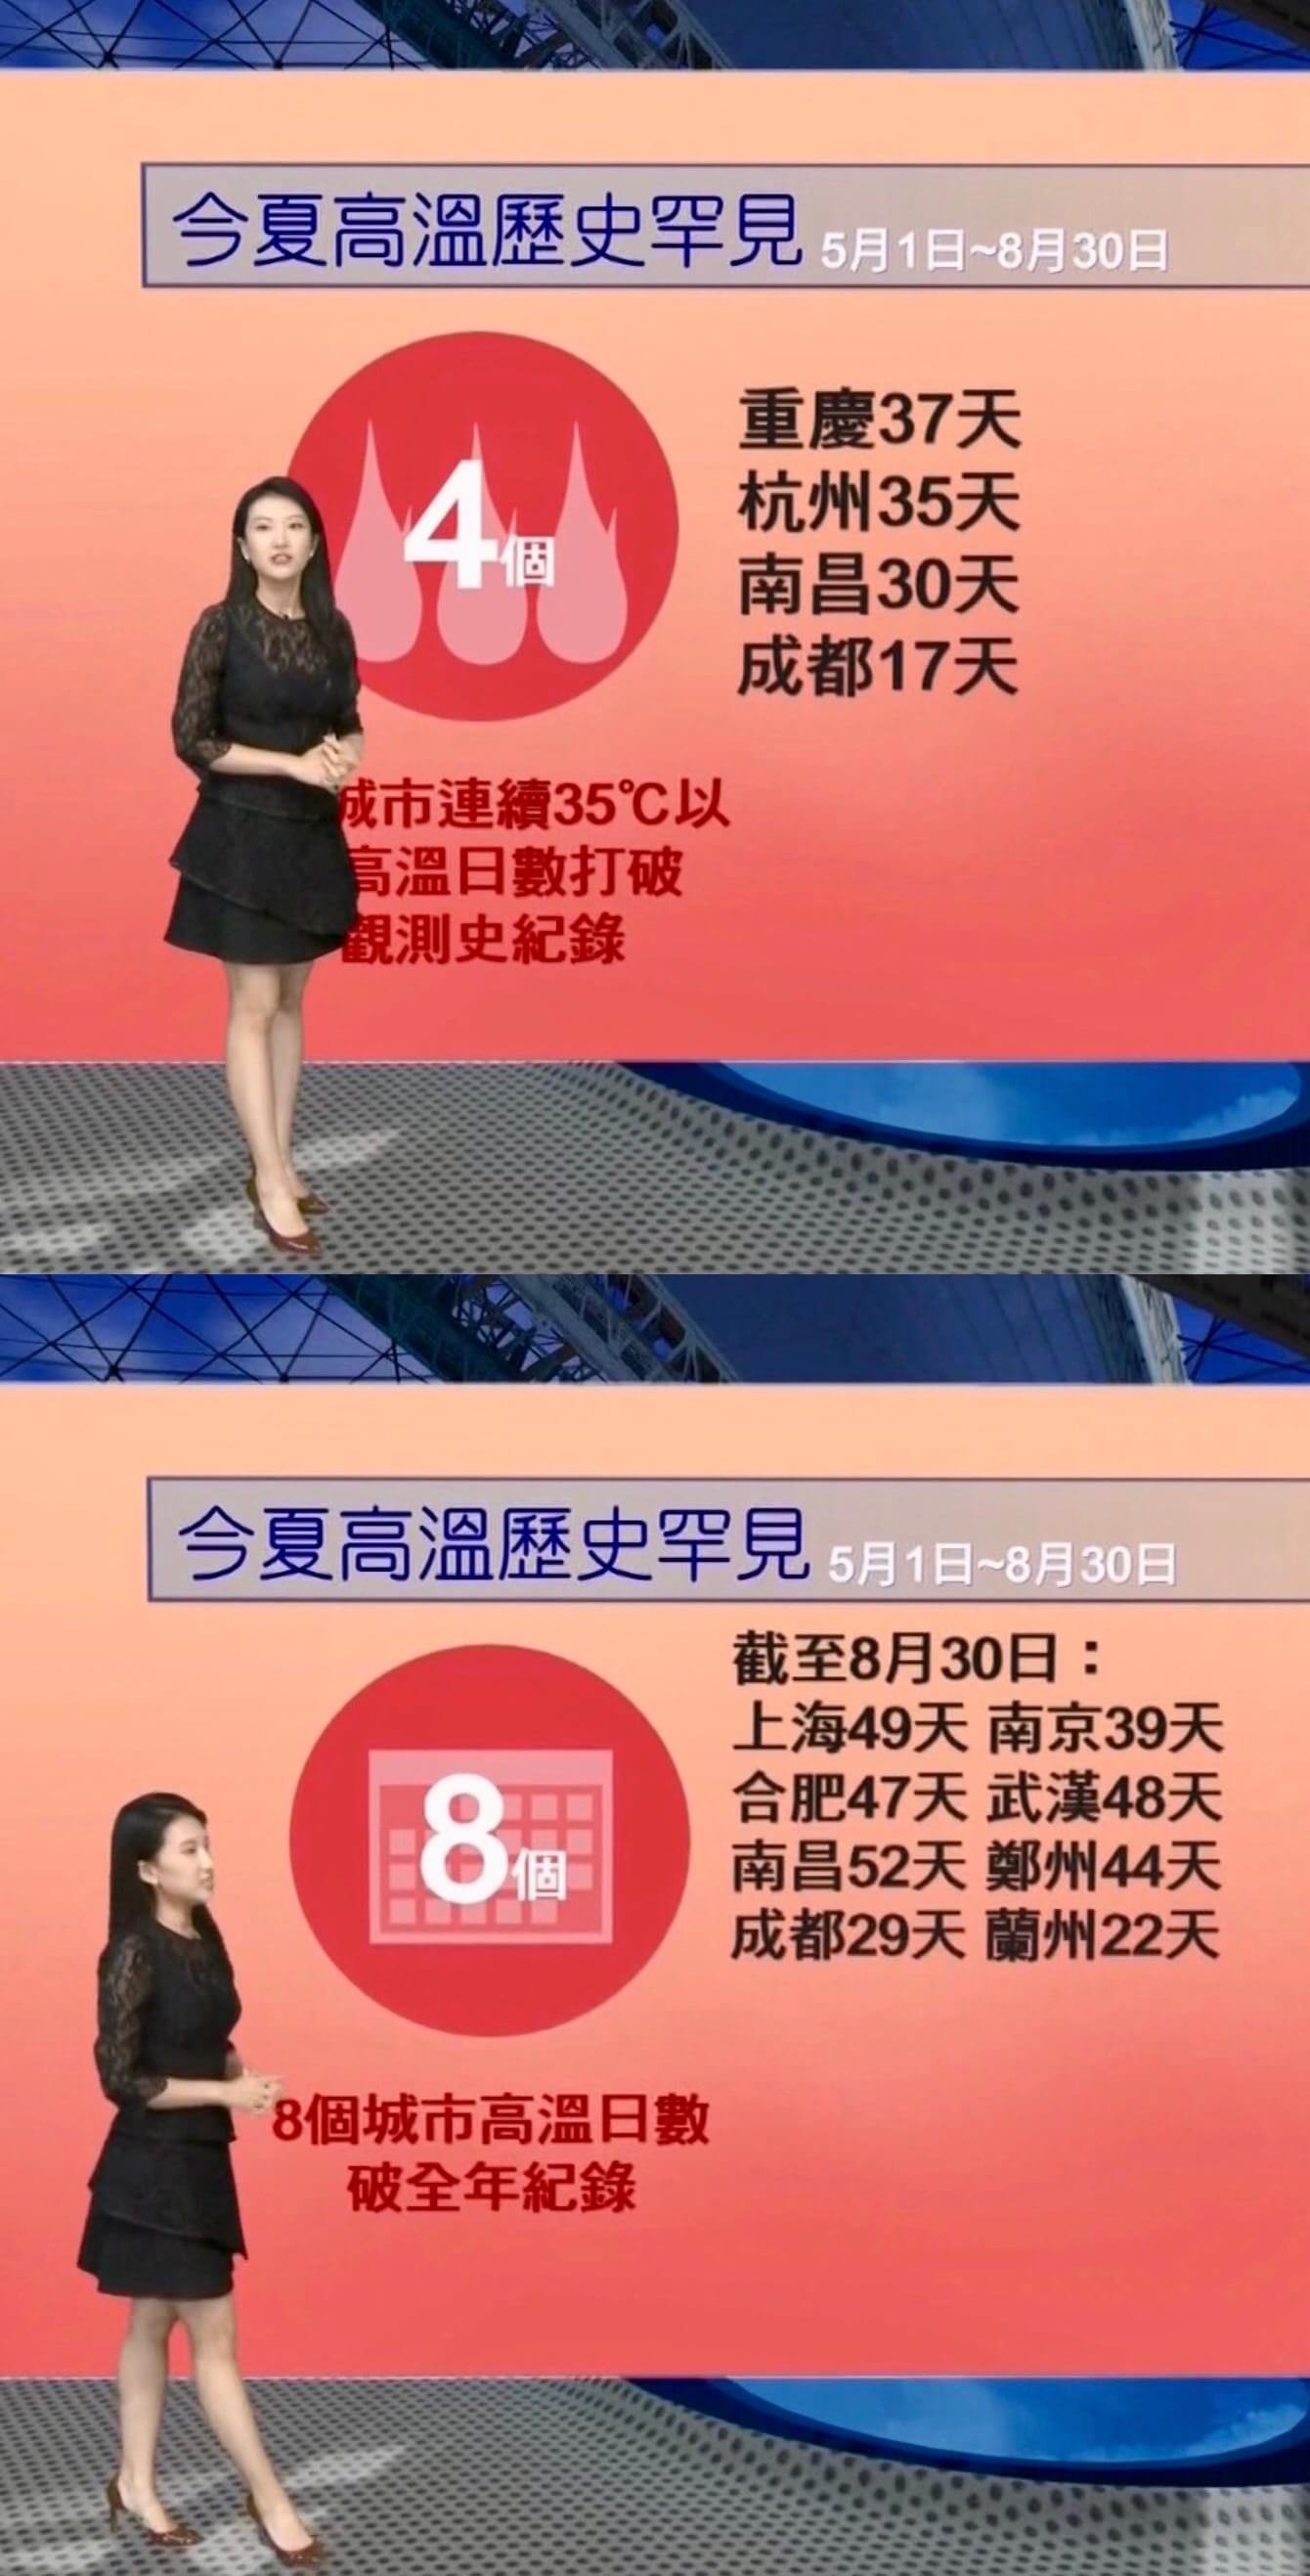 今夏高溫歷史罕見 5月1日~8月30日
4個
重慶37天
杭州35天
南昌30天
成都17天
城市連續35℃以
高溫日數打破
觀測史紀錄
今夏高溫歷史罕見 5月1日~8月30日
8個
截至8月30日：
上海49天 南京39天
合肥47天 武漢48天
南昌52天 鄭州44天
成都29天 蘭州22天
8個城市高溫日數
破全年紀錄